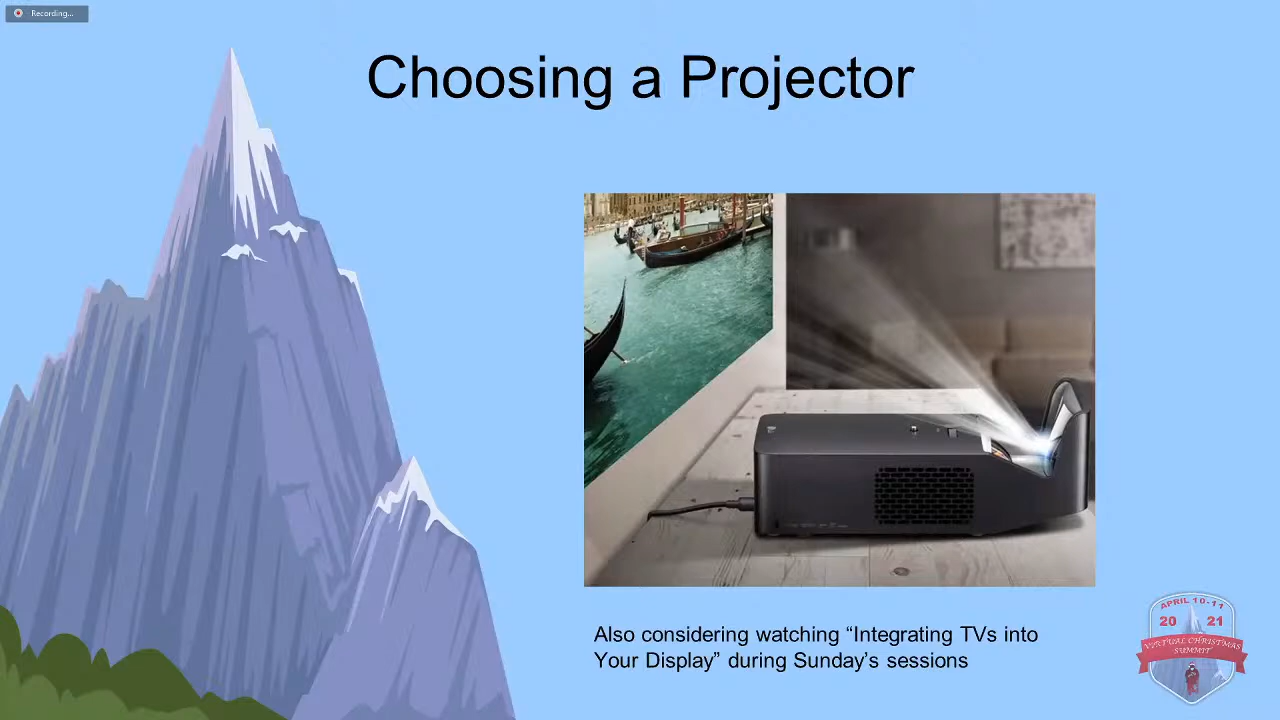 Recording...
Choosing a Projector
Also considering watching “Integrating TVs into
Your Display” during Sunday’s sessions
APRIL 10-11
20 21
VIRTUAL CHRISTMAS
SUMMIT